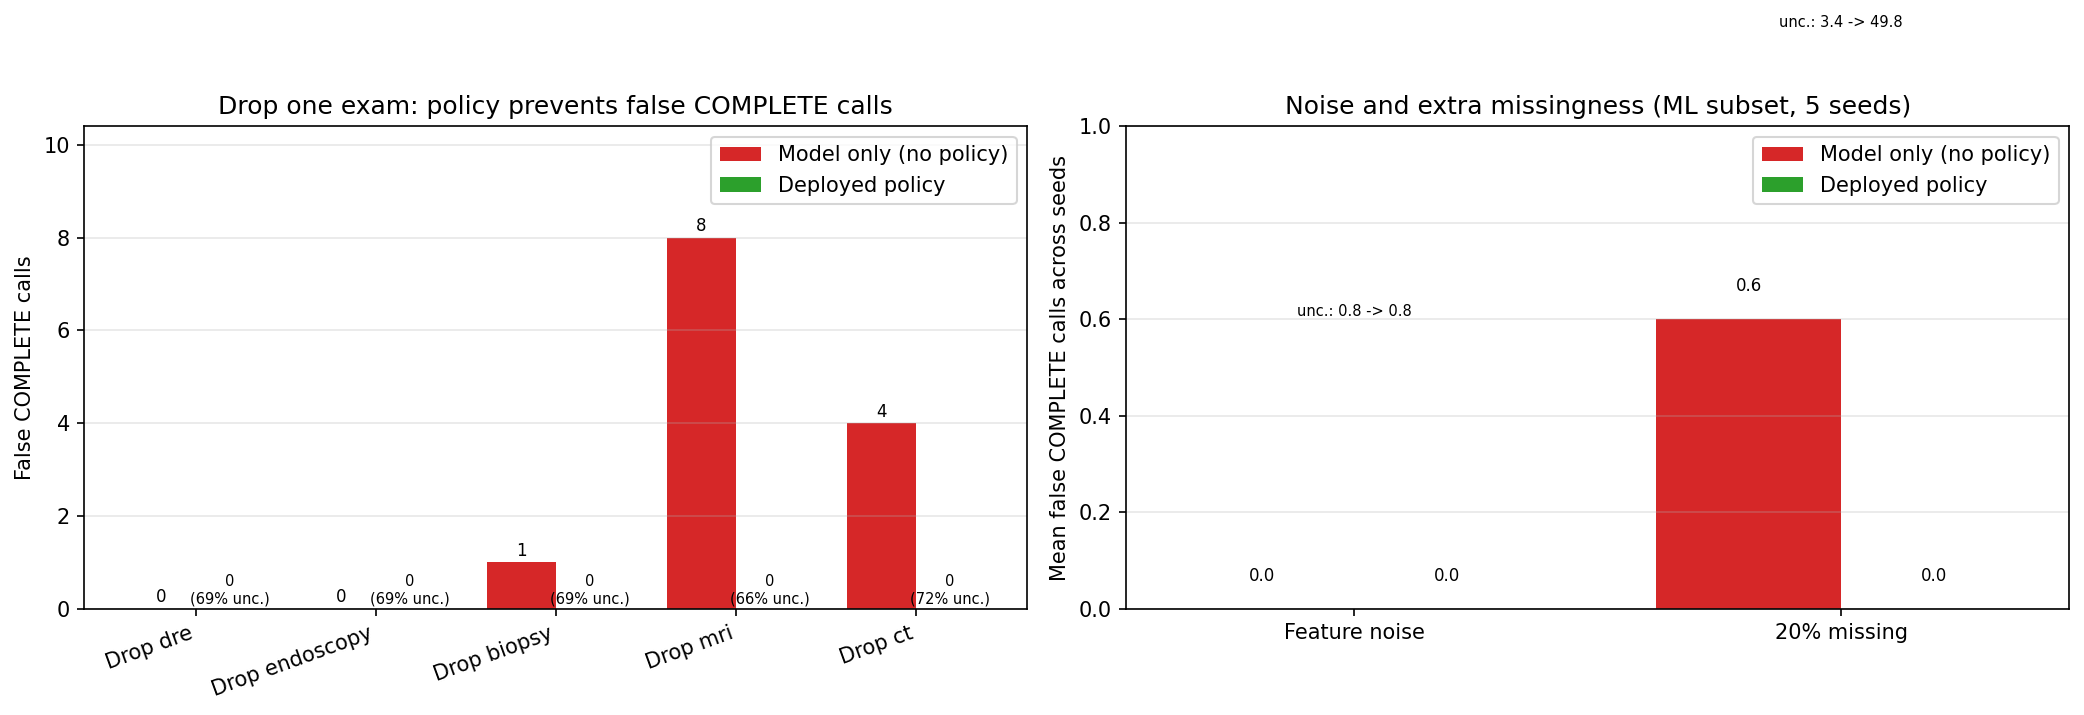 unc.: 3.4 -> 49.8
Drop one exam: policy prevents false COMPLETE calls
False COMPLETE calls
10
8
6
4
2
0
Model only (no policy)
Deployed policy
0
0
(69% unc.)
0
0
(69% unc.)
1
0
(69% unc.)
8
0
(66% unc.)
4
0
(72% unc.)
Drop dre
Drop endoscopy
Drop biopsy
Drop mri
Drop ct
Noise and extra missingness (ML subset, 5 seeds)
Mean false COMPLETE calls across seeds
1.0
0.8
0.6
0.4
0.2
0.0
Model only (no policy)
Deployed policy
unc.: 0.8 -> 0.8
0.0
0.0
0.6
0.0
Feature noise
20% missing